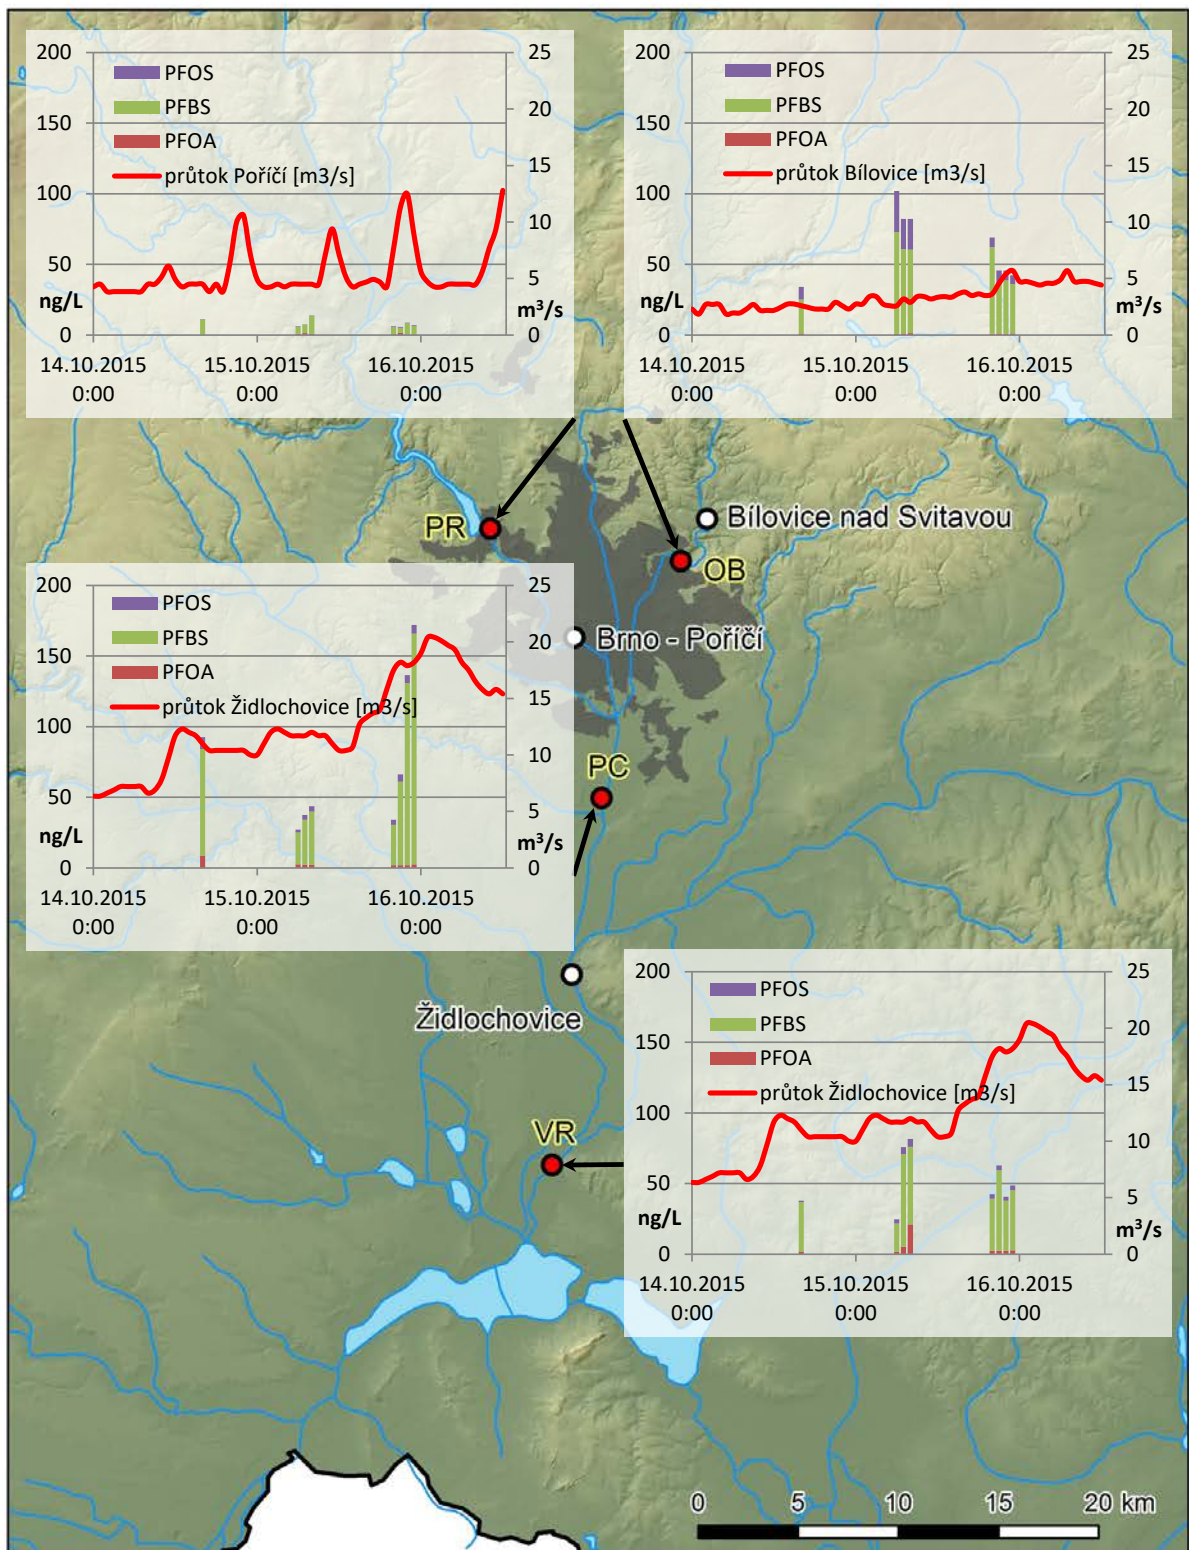 200
150
100
50
ng/L
0
PFOS
PFBS
PFOA
průtok Poříčí [m3/s]
25
20
15
10
5
m³/s
0
14.10.2015
0:00
15.10.2015
0:00
16.10.2015
0:00
200
150
100
50
ng/L
0
PFOS
PFBS
PFOA
průtok Bílovice [m3/s]
25
20
15
10
5
m³/s
0
14.10.2015
0:00
15.10.2015
0:00
16.10.2015
0:00
PR
Bílovice nad Svitavou
OB
Brno - Poříčí
200
150
100
50
ng/L
0
PFOS
PFBS
PFOA
průtok Židlochovice [m3/s]
25
20
15
10
5
m³/s
0
14.10.2015
0:00
15.10.2015
0:00
16.10.2015
0:00
PC
Židlochovice
VR
200
150
100
50
ng/L
0
PFOS
PFBS
PFOA
průtok Židlochovice [m3/s]
25
20
15
10
5
m³/s
0
14.10.2015
0:00
15.10.2015
0:00
16.10.2015
0:00
0 5 10 15 20 km